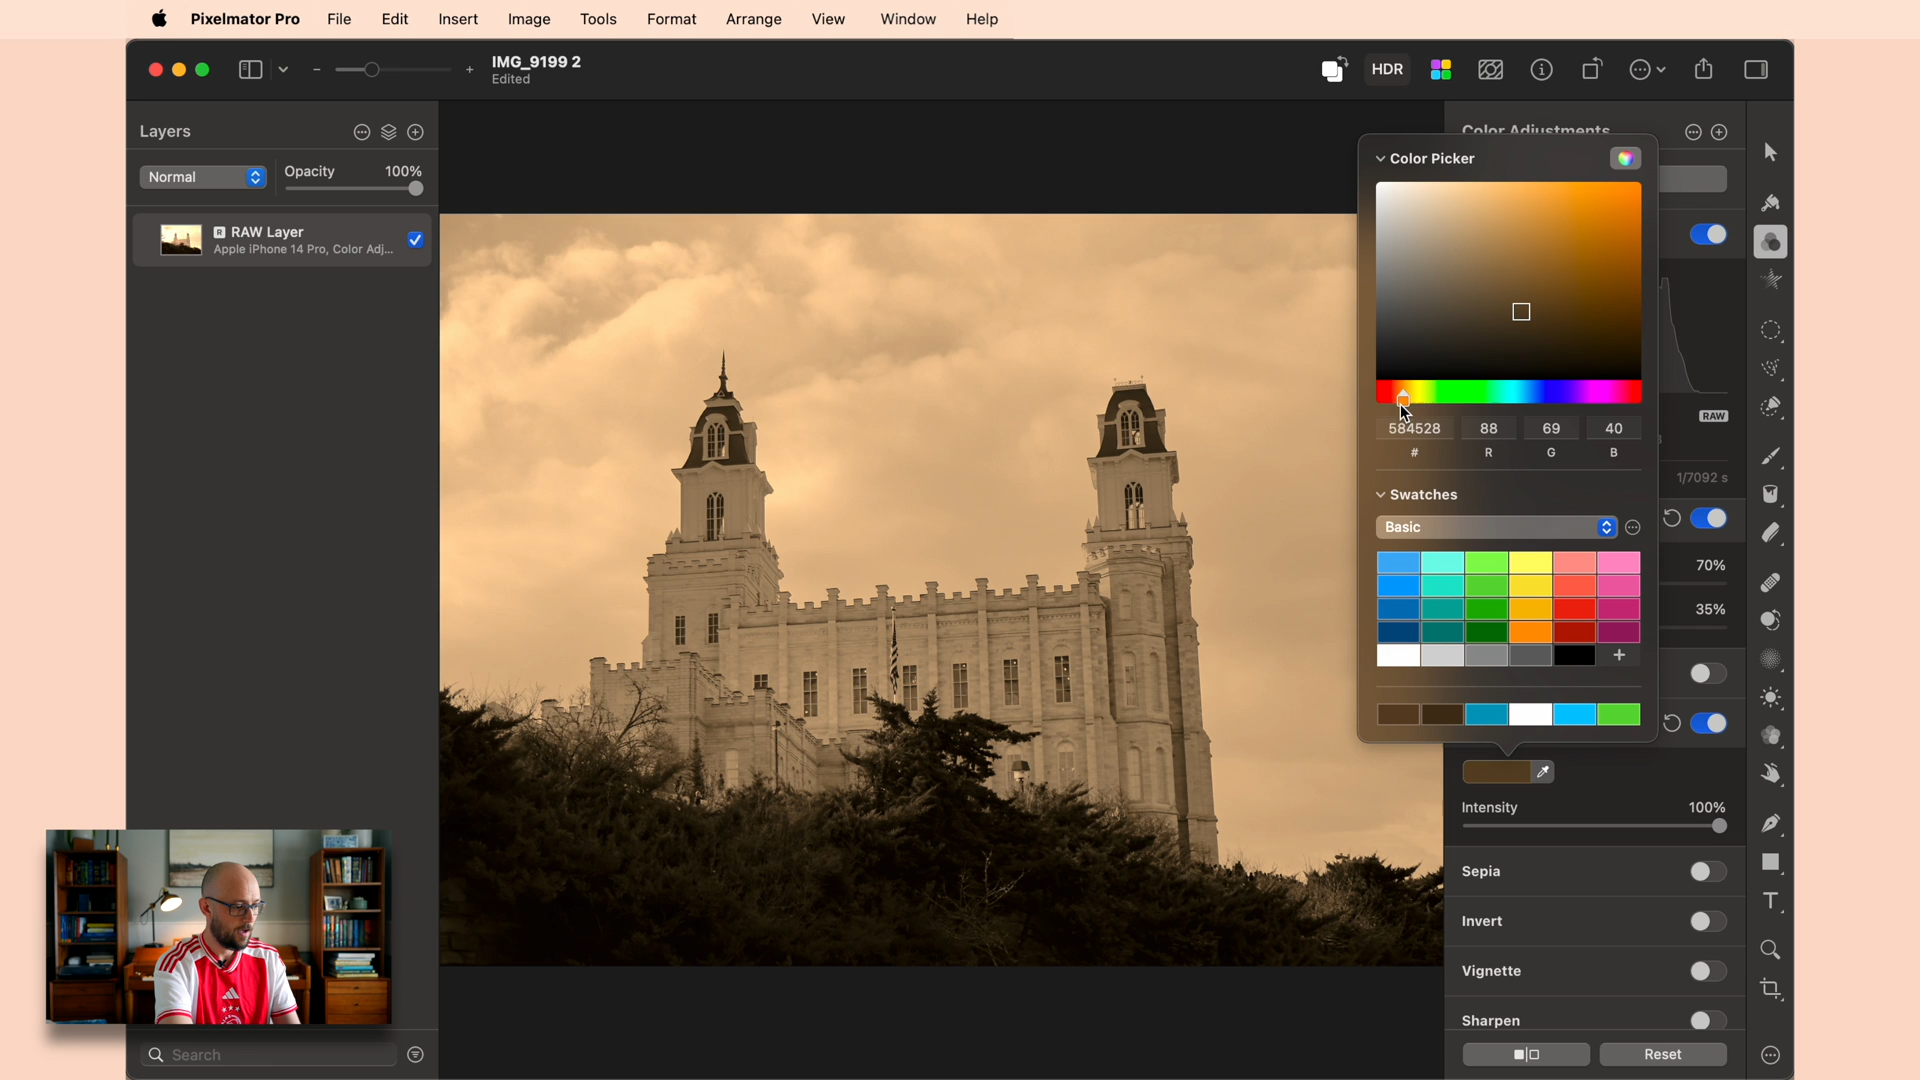 Pixelmator Pro File Edit Insert Image Tools Format Arrange View Window Help
IMG_9199 2
Edited
HDR
Layers
Normal
Opacity 100%
R RAW Layer
Apple iPhone 14 Pro, Color Adj...
Search
Color Adjustments
Color Picker
584528 88 69 40
# R G B
Swatches
Basic
+
RAW
1/7092 s
70%
35%
Intensity 100%
Sepia
Invert
Vignette
Sharpen
Reset
T